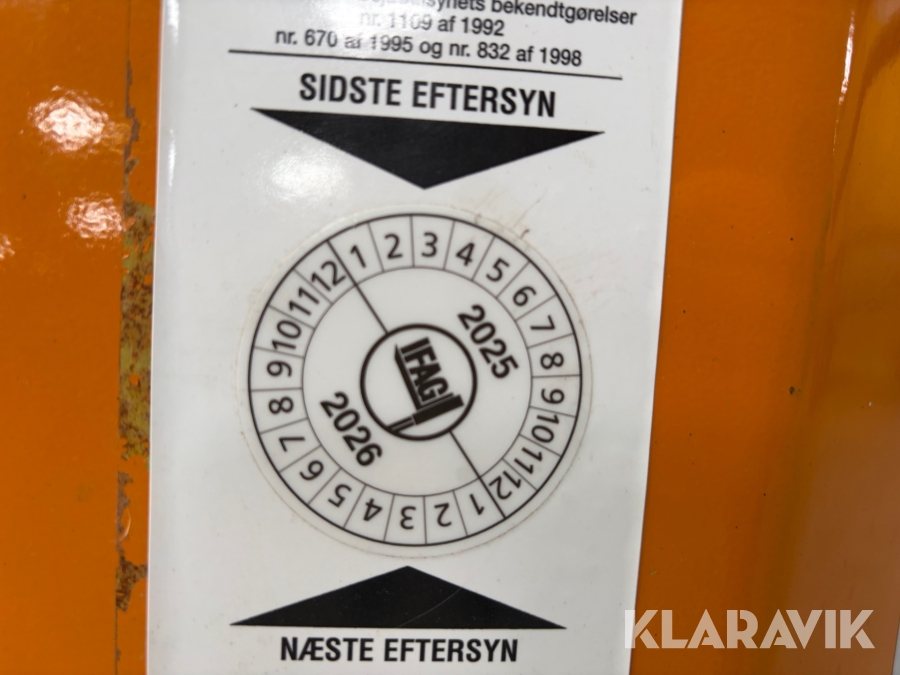 bekendtgørelser
nr. 1109 af 1992
nr. 670 af 1995 og nr. 832 af 1998
SIDSTE EFTERSYN
1 2 3 4 5 6 7 8 9 10 11 12
2025
IFAG
2026
1 2 3 4 5 6 7 8 9 10 11 12
NÆSTE EFTERSYN
KLARAVIK